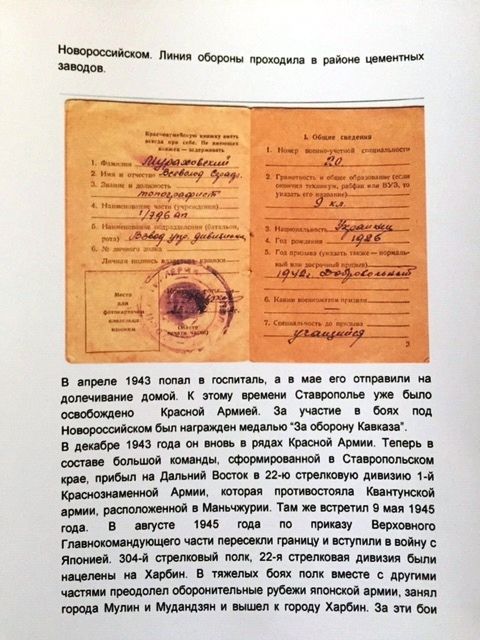 Новороссийском. Линия обороны проходила в районе цементных
заводов.
Красноармейскую книжку иметь
всегда при себе. Не имеющих
книжек — задерживать
1. Фамилия Мураховский
2. Имя и отчество Всеволод
3. Звание и должность
топографист
4. Наименование части (учреждения)
1/796 ап
5. Наименование подразделения (батальон,
рота) Взвод упр. дивизиона
6. № личного знака
Личная подпись владельца книжки
Место
для
фотокарточки
владельца
книжки
I. Общие сведения
1. Номер военно-учетной специальности
20
2. Грамотность и общее образование (если
окончил техникум, рабфак или ВУЗ, то
указать его название)
9 кл.
3. Национальность Украинец
4. Год рождения 1926
5. Год призыва (указать также — нормаль-
ный или досрочный призыв)
1942г. Добровольный
6. Каким военкоматом призван
7. Специальность до призыва
учащийся
3
В апреле 1943 попал в госпиталь, а в мае его отправили на
долечивание домой. К этому времени Ставрополье уже было
освобождено Красной Армией. За участие в боях под
Новороссийском был награжден медалью “За оборону Кавказа”.
В декабре 1943 года он вновь в рядах Красной Армии. Теперь в
составе большой команды, сформированной в Ставропольском
крае, прибыл на Дальний Восток в 22-ю стрелковую дивизию 1-й
Краснознаменной Армии, которая противостояла Квантунской
армии, расположенной в Маньчжурии. Там же встретил 9 мая 1945
года. В августе 1945 года по приказу Верховного
Главнокомандующего части пересекли границу и вступили в войну с
Японией. 304-й стрелковый полк, 22-я стрелковая дивизия были
нацелены на Харбин. В тяжелых боях полк вместе с другими
частями преодолел оборонительные рубежи японской армии, занял
города Мулин и Мудандзян и вышел к городу Харбин. За эти бои